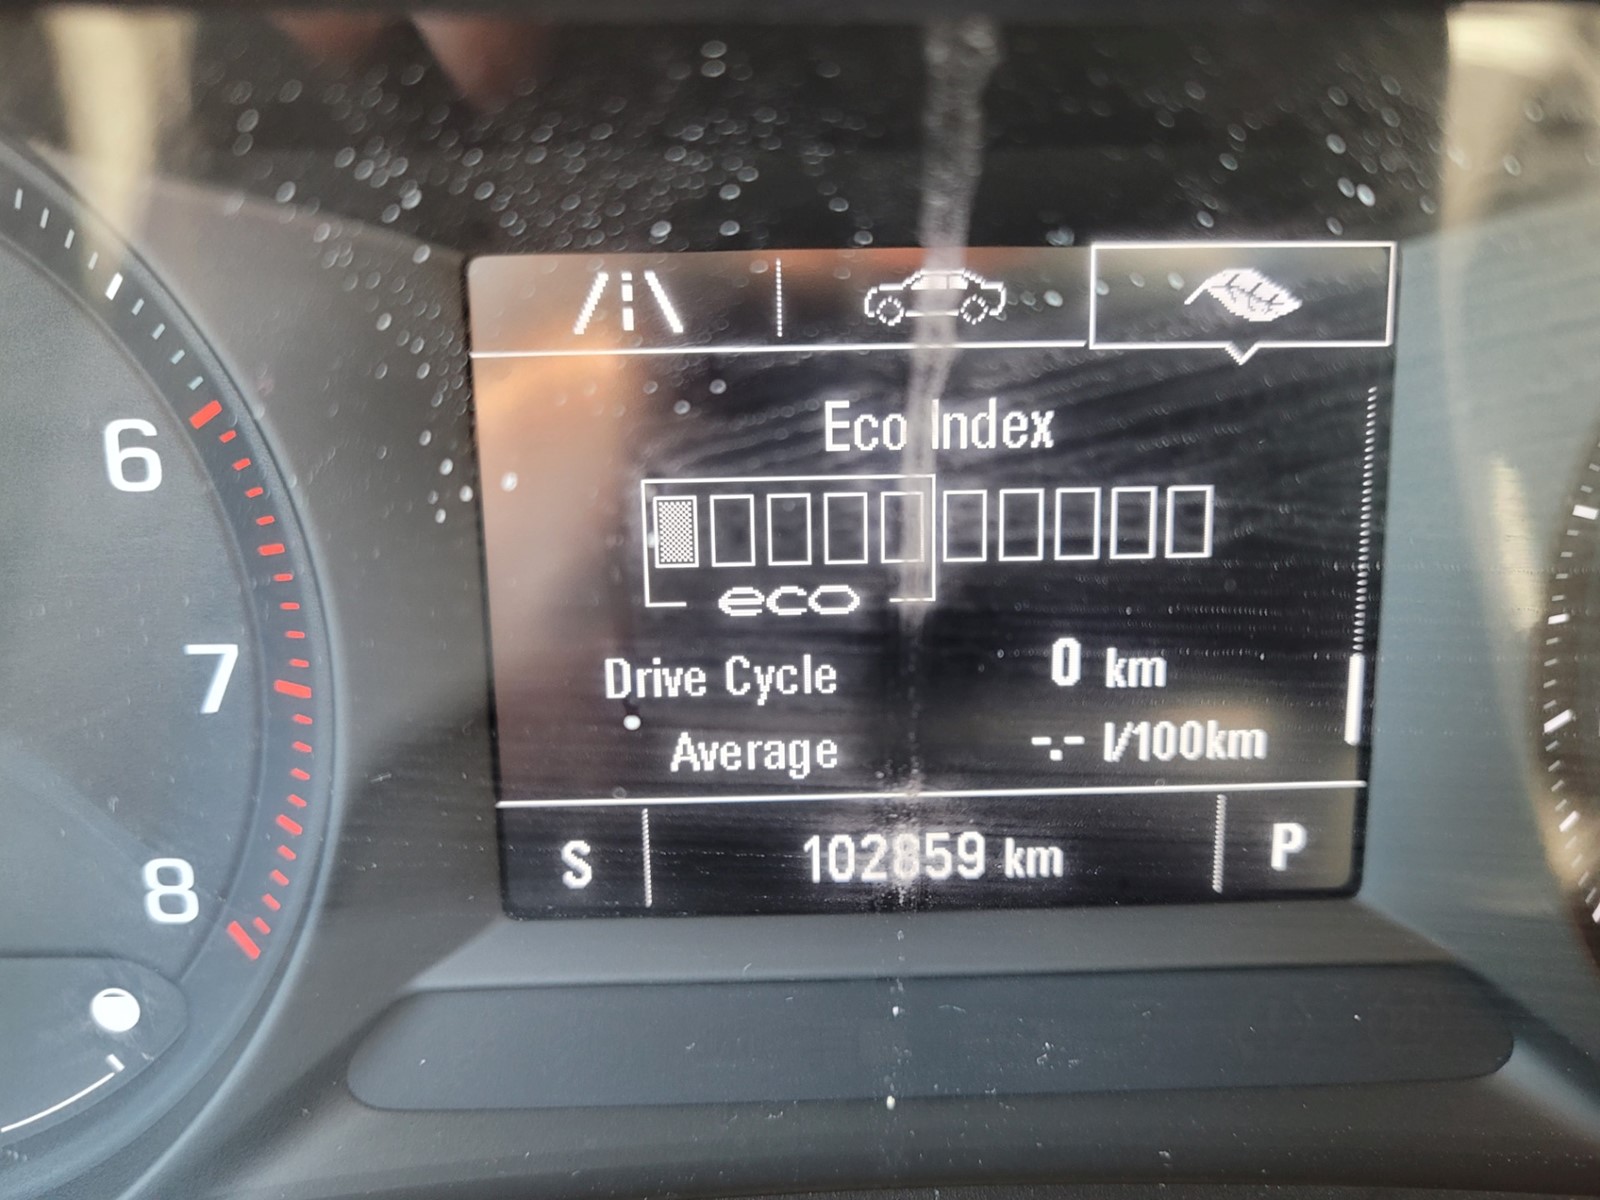 6
7
8
Eco Index
eco
Drive Cycle 0 km
Average -.- l/100km
S 102859 km P